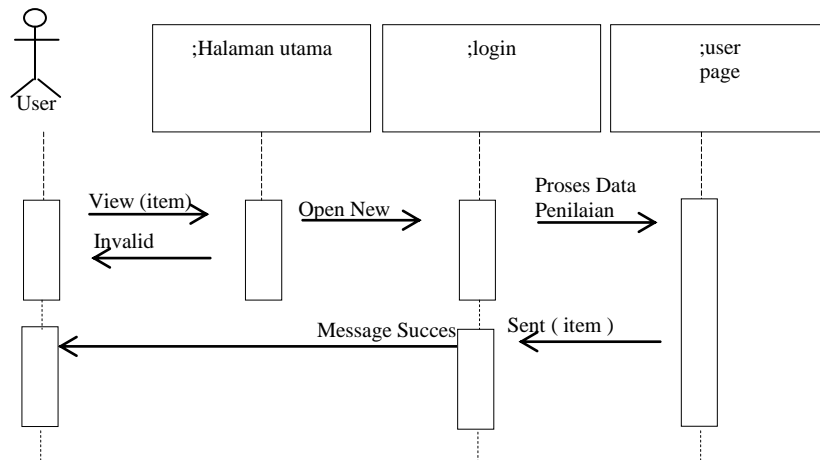 ;Halaman utama
;login
;user
page
User
View (item)
Open New
Proses Data
Penilaian
Invalid
Message Succes
Sent ( item )